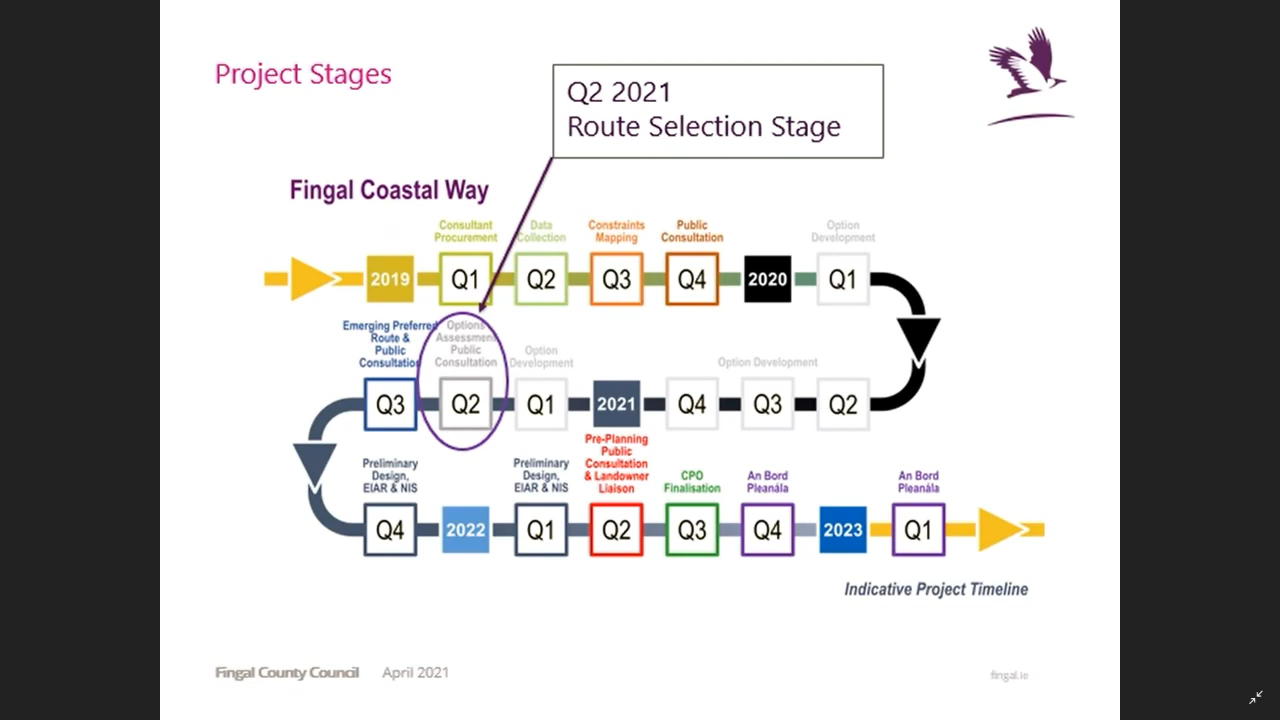 Project Stages
Q2 2021
Route Selection Stage
Fingal Coastal Way
Consultant
Procurement
Data
Collection
Constraints
Mapping
Public
Consultation
Option
Development
2019
Q1
Q2
Q3
Q4
2020
Q1
Emerging Preferred
Route &
Public
Consultation
Options
Assessment
Public
Consultation
Option
Development
Option Development
Q3
Q2
Q1
2021
Q4
Q3
Q2
Preliminary
Design,
EIAR & NIS
Preliminary
Design,
EIAR & NIS
Pre-Planning
Public
Consultation
& Landowner
Liaison
CPO
Finalisation
An Bord
Pleanála
An Bord
Pleanála
Q4
2022
Q1
Q2
Q3
Q4
2023
Q1
Indicative Project Timeline
Fingal County Council April 2021
fingal.ie